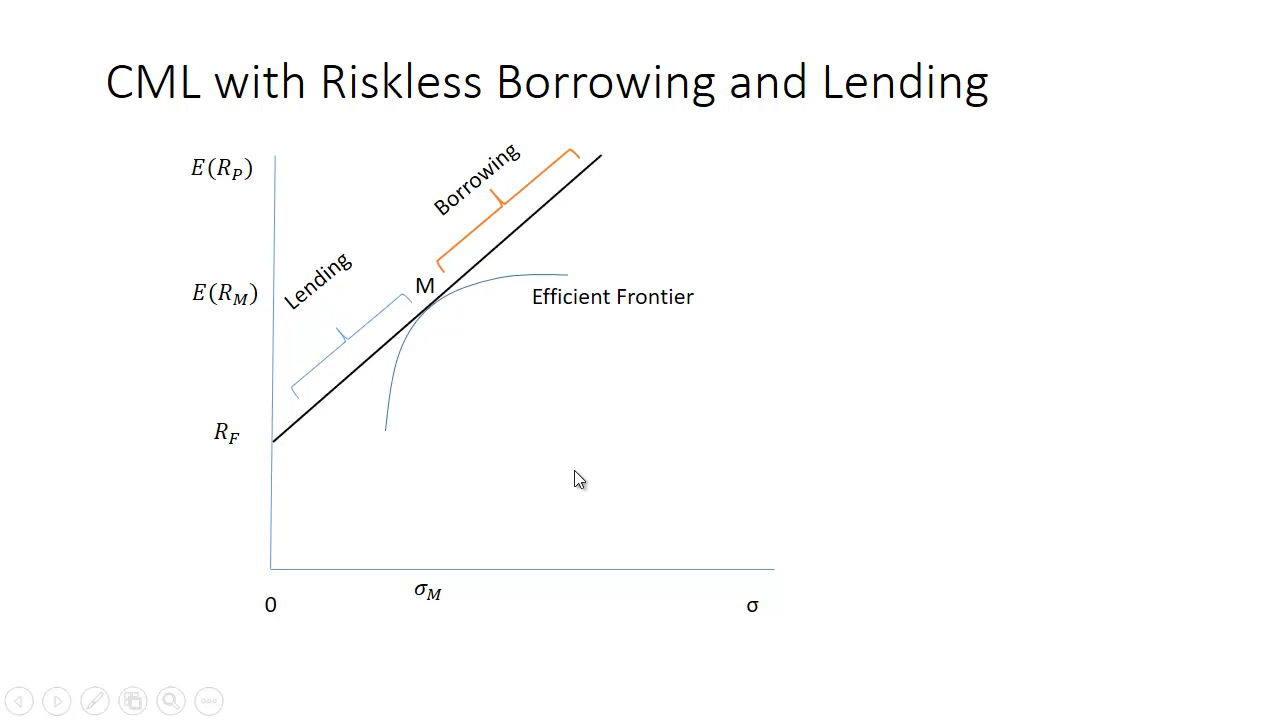 CML with Riskless Borrowing and Lending
E(R_P)
Borrowing
Lending
E(R_M)
M
Efficient Frontier
R_F
σ_M
0
σ